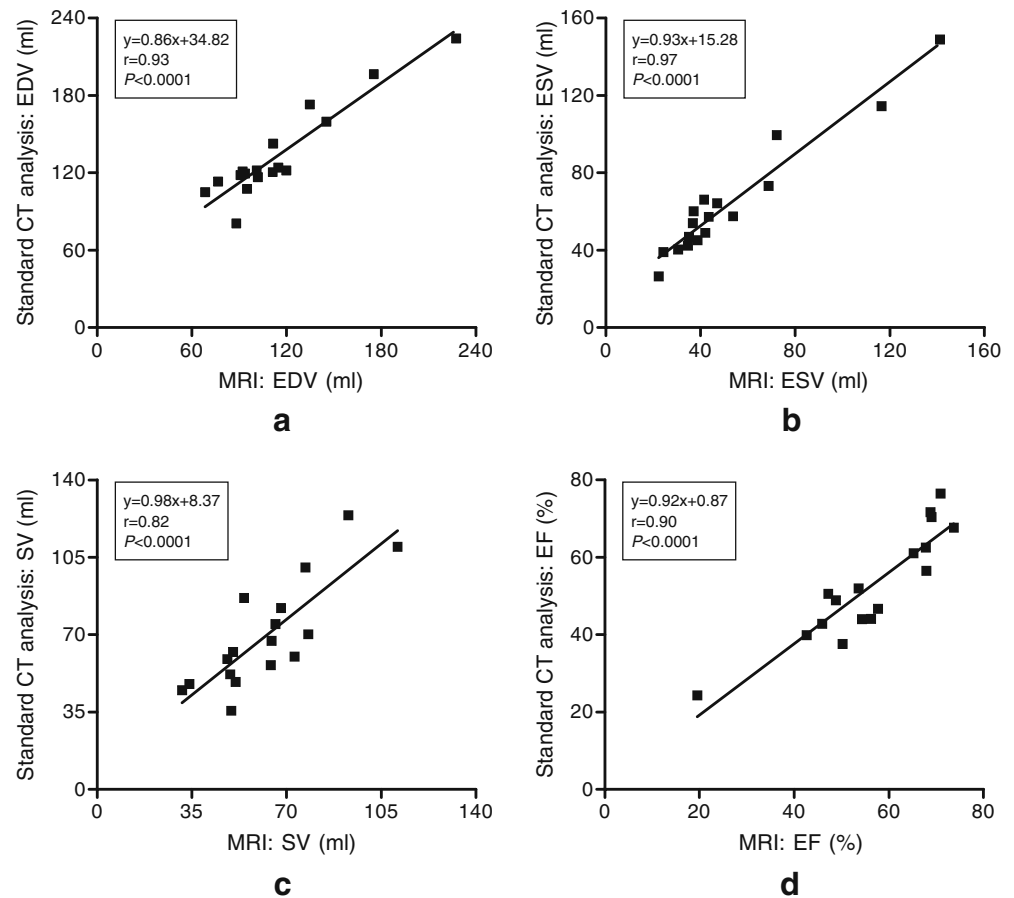 Standard CT analysis: EDV (ml)
240
180
120
60
0
y=0.86x+34.82
r=0.93
P<0.0001
0 60 120 180 240
MRI: EDV (ml)
a
Standard CT analysis: ESV (ml)
160
120
80
40
0
y=0.93x+15.28
r=0.97
P<0.0001
0 40 80 120 160
MRI: ESV (ml)
b
Standard CT analysis: SV (ml)
140
105
70
35
0
y=0.98x+8.37
r=0.82
P<0.0001
0 35 70 105 140
MRI: SV (ml)
c
Standard CT analysis: EF (%)
80
60
40
20
0
y=0.92x+0.87
r=0.90
P<0.0001
0 20 40 60 80
MRI: EF (%)
d